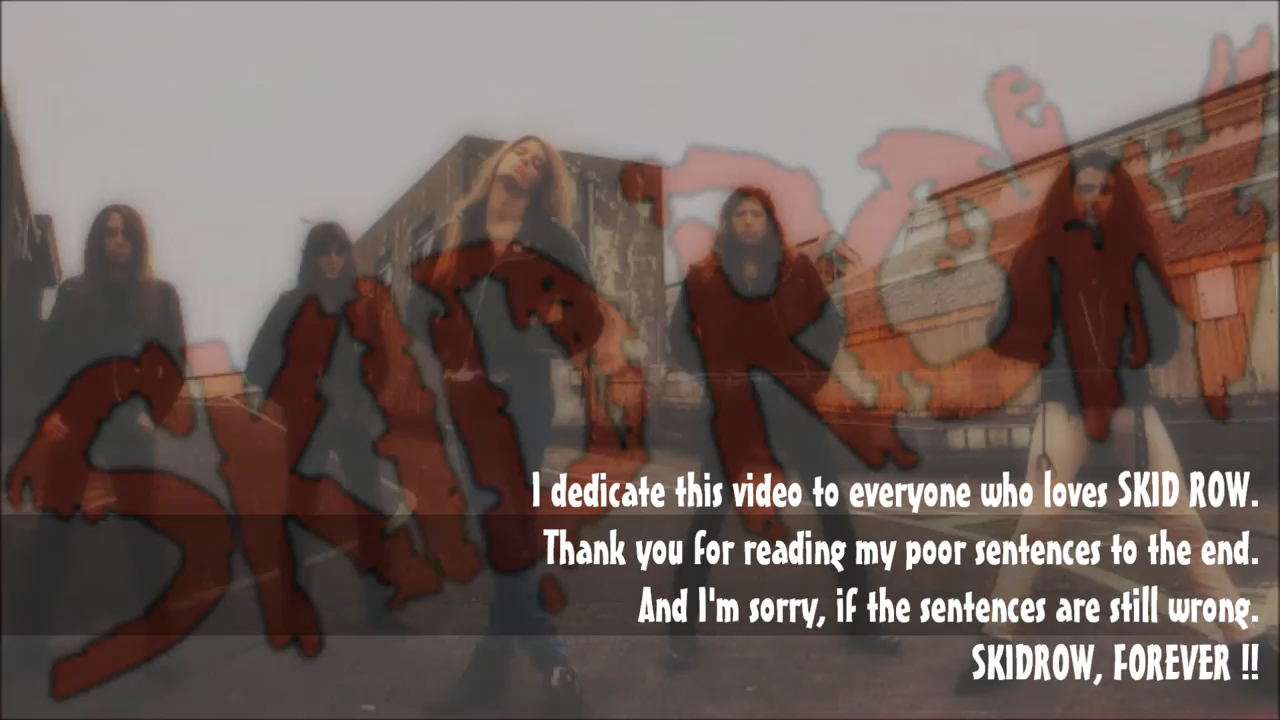 SKID ROW
I dedicate this video to everyone who loves SKID ROW.
Thank you for reading my poor sentences to the end.
And I'm sorry, if the sentences are still wrong.
SKIDROW, FOREVER !!